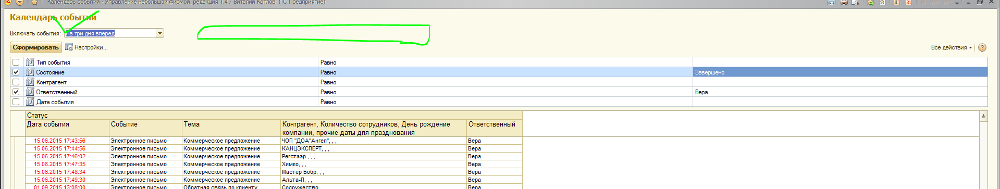 Календарь событий - Управление небольшой фирмой, редакция 1.4 / Виталий Котлов (1С:Предприятие)
Календарь событий
Включать события: На три дня вперед
Сформировать Настройки... Все действия
Тип события Равно
Состояние Равно Завершено
Контрагент Равно
Ответственный Равно Вера
Дата события Равно
Статус
Дата события Событие Тема Контрагент, Количество сотрудников, День рождение Ответственный
компании, прочие даты для празднования
15.06.2015 17:43:56 Электронное письмо Коммерческое предложение ЧОП "ДОА"Ангел", , , Вера
15.06.2015 17:44:56 Электронное письмо Коммерческое предложение КАНЦЭКСПЕРТ, , , Вера
15.06.2015 17:46:02 Электронное письмо Коммерческое предложение Регстаэр , , , Вера
15.06.2015 17:47:35 Электронное письмо Коммерческое предложение Химко, , , Вера
15.06.2015 17:48:34 Электронное письмо Коммерческое предложение Мастер Бобр, , , Вера
15.06.2015 17:49:30 Электронное письмо Коммерческое предложение Альта-П, , , Вера
01.09.2015 13:08:00 Электронное письмо Обратная связь по клиенту Содружество Вера